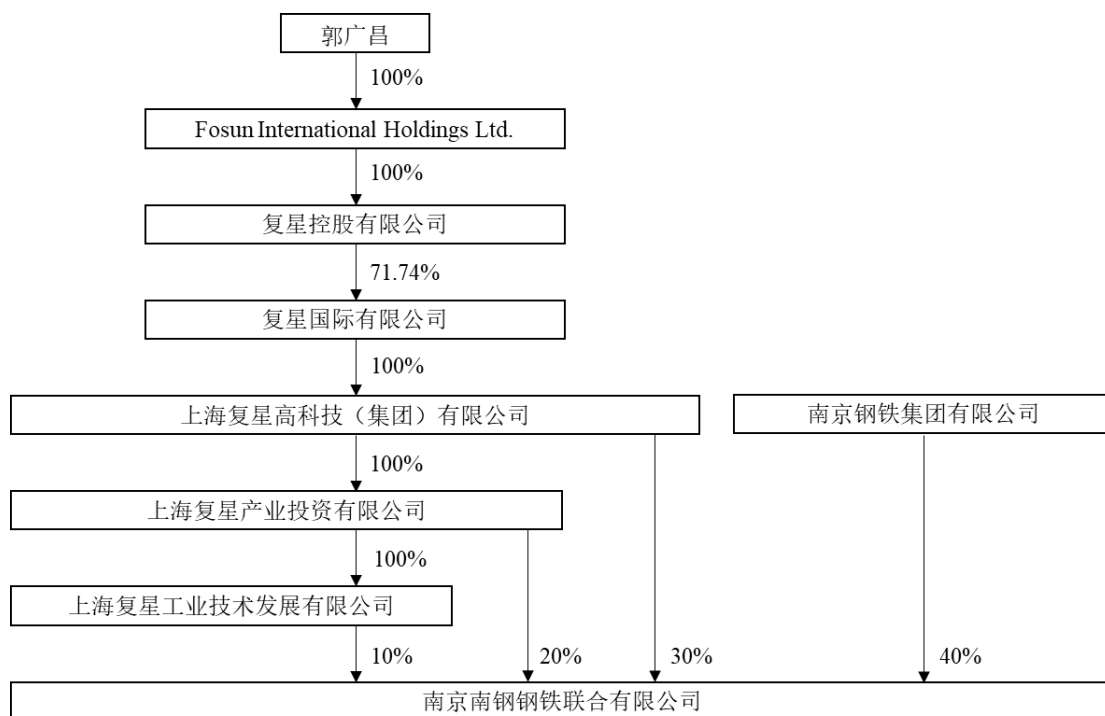 郭广昌
100%
Fosun International Holdings Ltd.
100%
复星控股有限公司
71.74%
复星国际有限公司
100%
上海复星高科技（集团）有限公司
南京钢铁集团有限公司
100%
上海复星产业投资有限公司
100%
上海复星工业技术发展有限公司
10%
20%
30%
40%
南京南钢钢铁联合有限公司